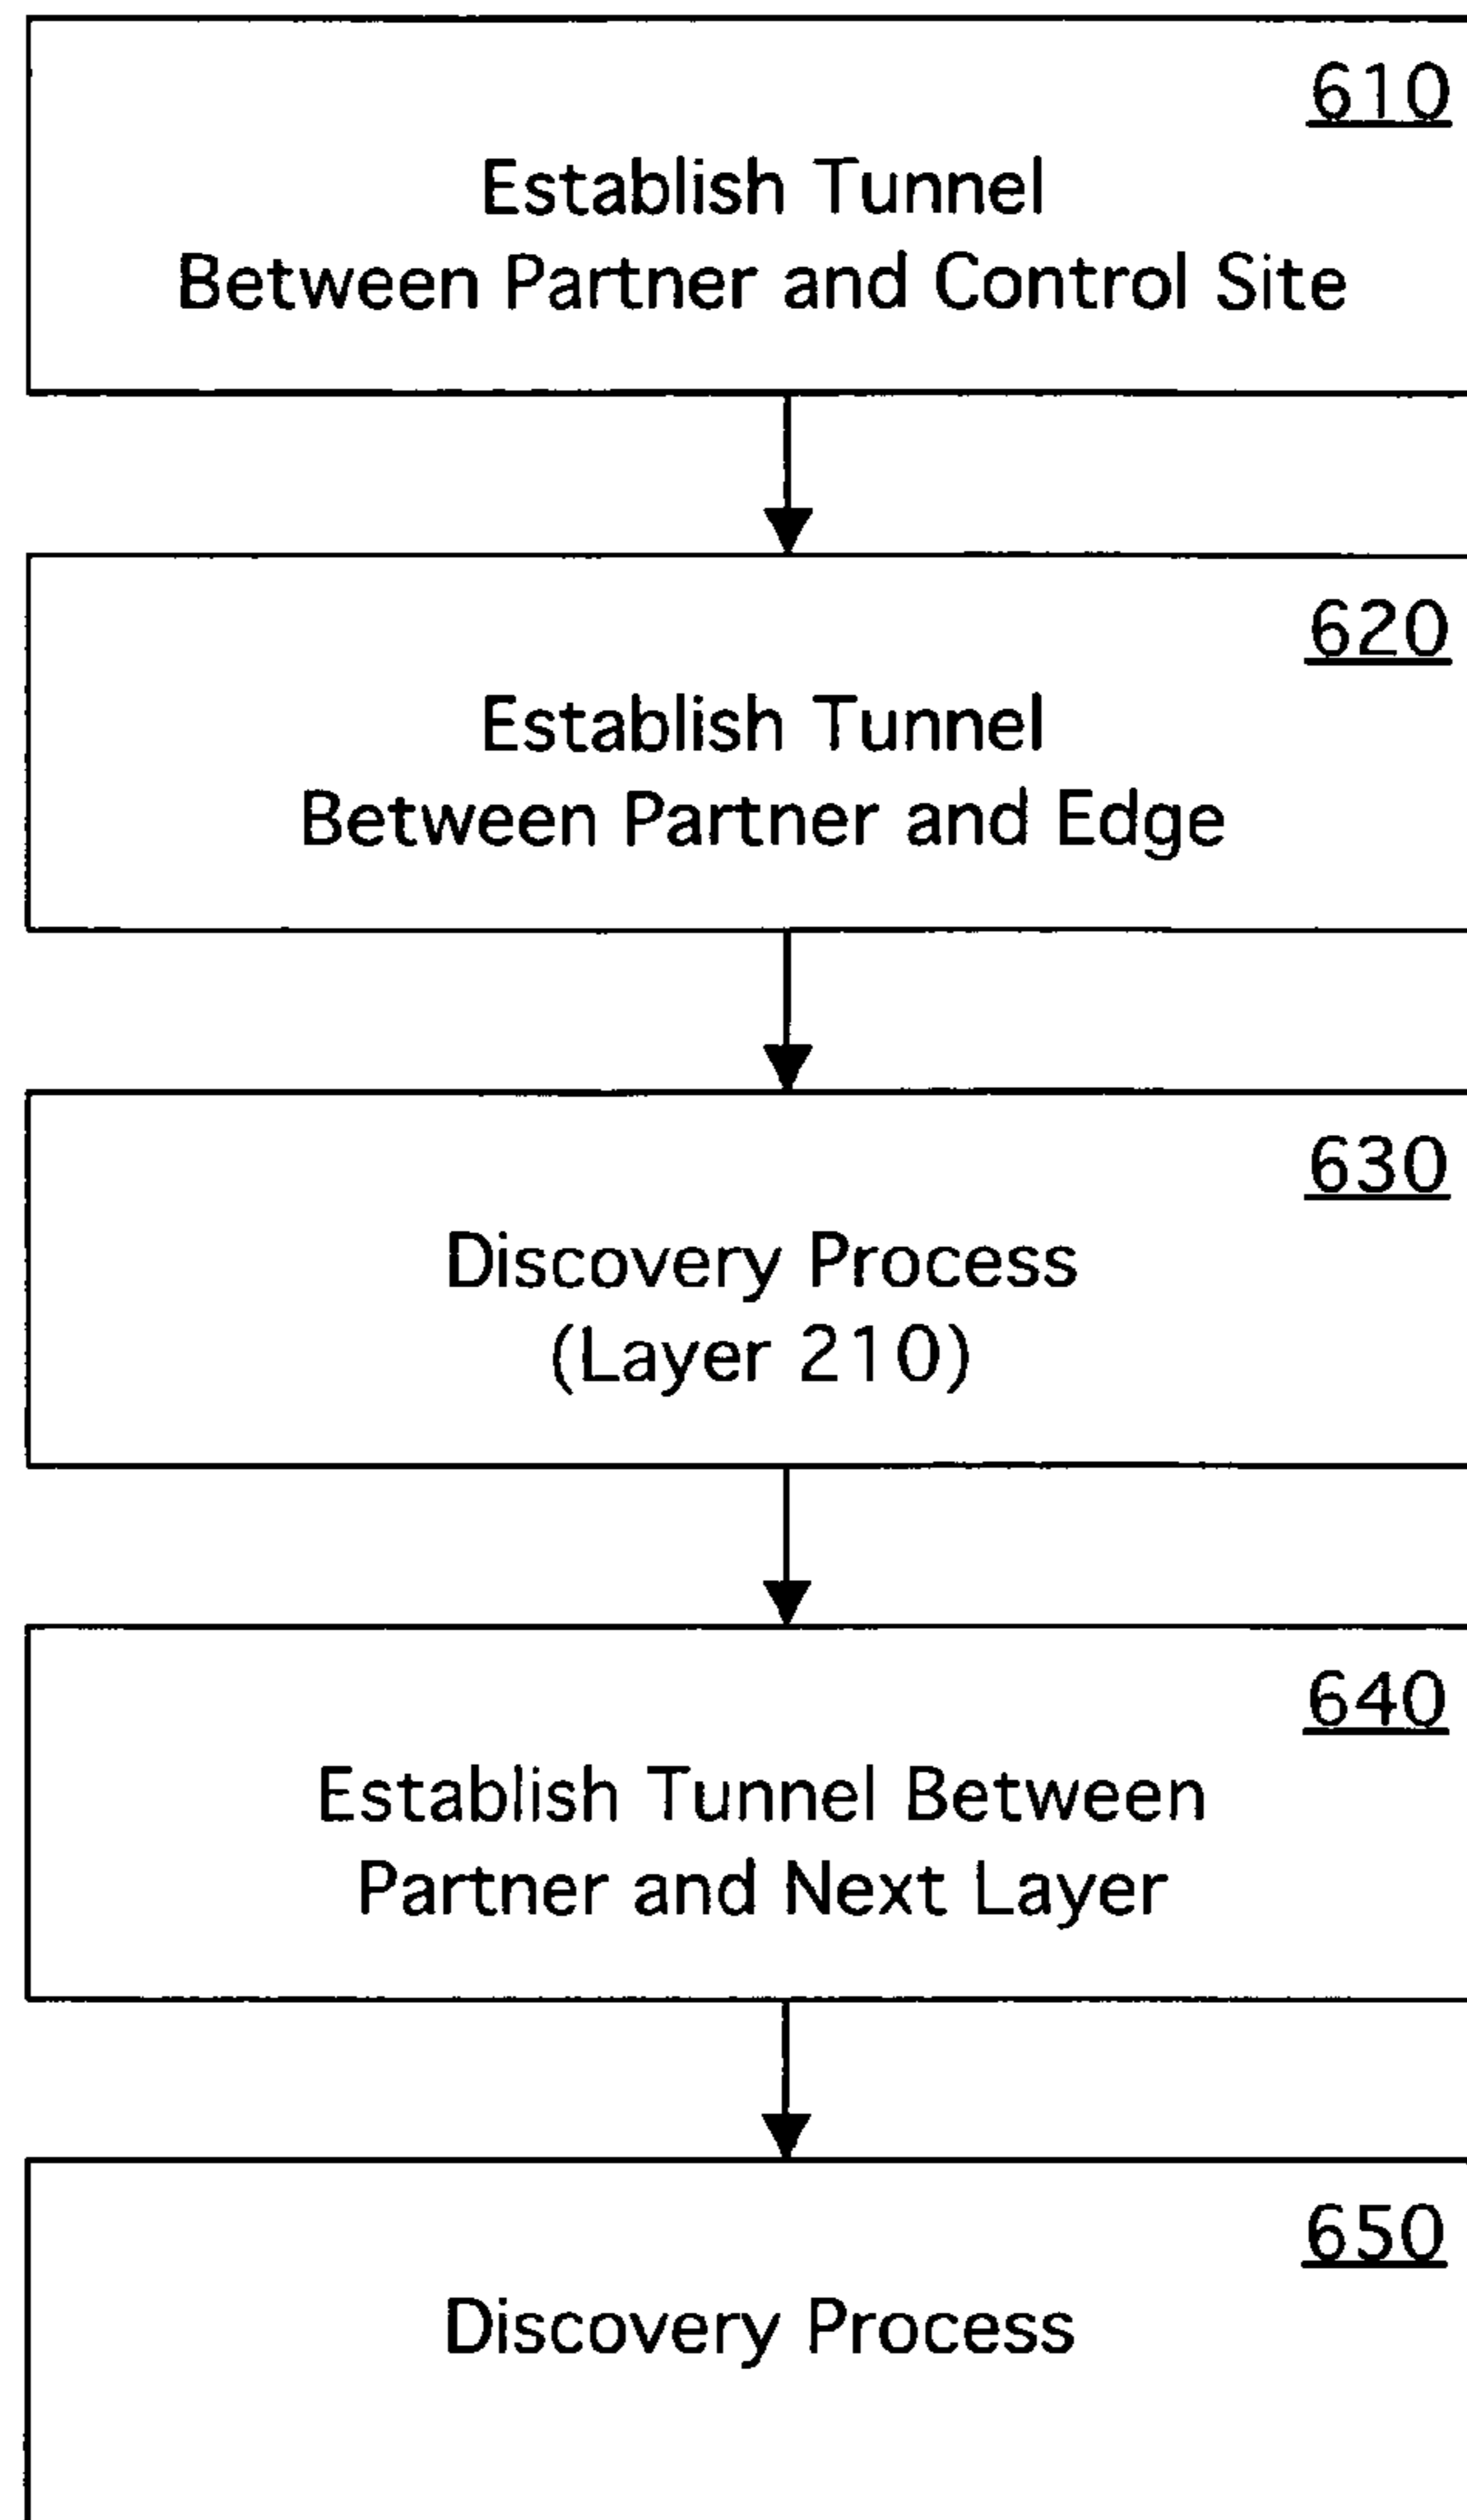 610
Establish Tunnel
Between Partner and Control Site
620
Establish Tunnel
Between Partner and Edge
630
Discovery Process
(Layer 210)
640
Establish Tunnel Between
Partner and Next Layer
650
Discovery Process